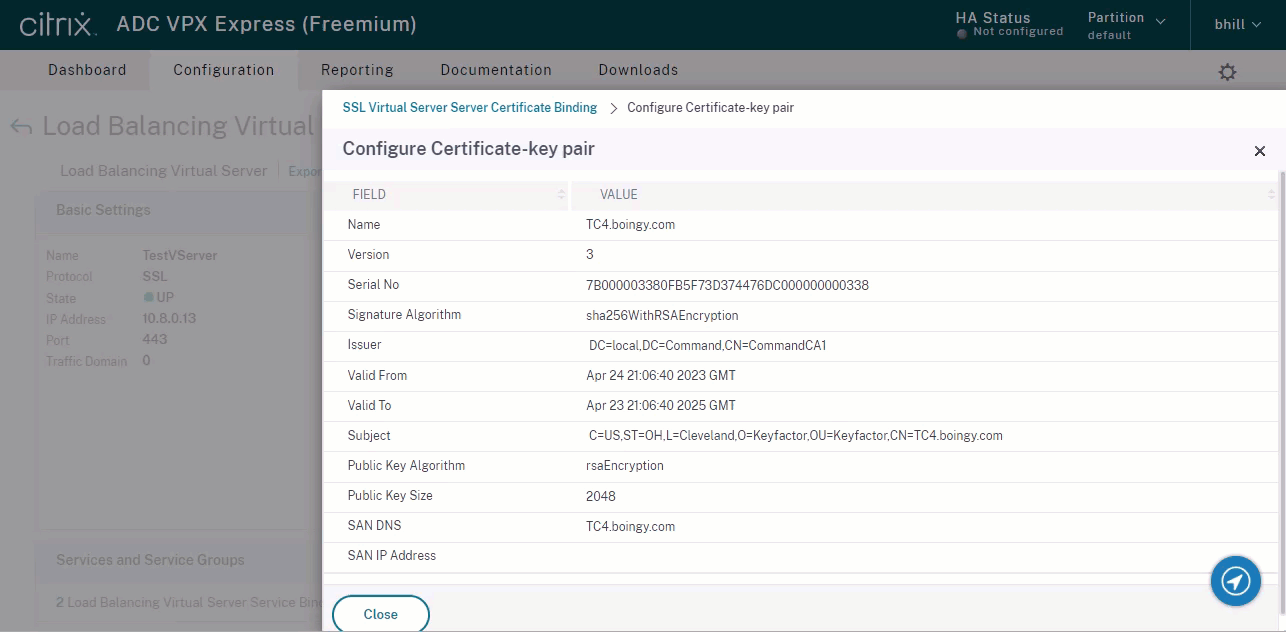 citrix. ADC VPX Express (Freemium)
HA Status
Not configured
Partition
default
bhill
Dashboard Configuration Reporting Documentation Downloads
SSL Virtual Server Server Certificate Binding > Configure Certificate-key pair
Load Balancing Virtual
Configure Certificate-key pair
Load Balancing Virtual Server | Expor
FIELD VALUE
Basic Settings
Name TestVServer
Protocol SSL
State UP
IP Address 10.8.0.13
Port 443
Traffic Domain 0
Name TC4.boingy.com
Version 3
Serial No 7B000003380FB5F73D374476DC000000000338
Signature Algorithm sha256WithRSAEncryption
Issuer DC=local,DC=Command,CN=CommandCA1
Valid From Apr 24 21:06:40 2023 GMT
Valid To Apr 23 21:06:40 2025 GMT
Subject C=US,ST=OH,L=Cleveland,O=Keyfactor,OU=Keyfactor,CN=TC4.boingy.com
Public Key Algorithm rsaEncryption
Public Key Size 2048
SAN DNS TC4.boingy.com
SAN IP Address
Services and Service Groups
2 Load Balancing Virtual Server Service Bin
Close